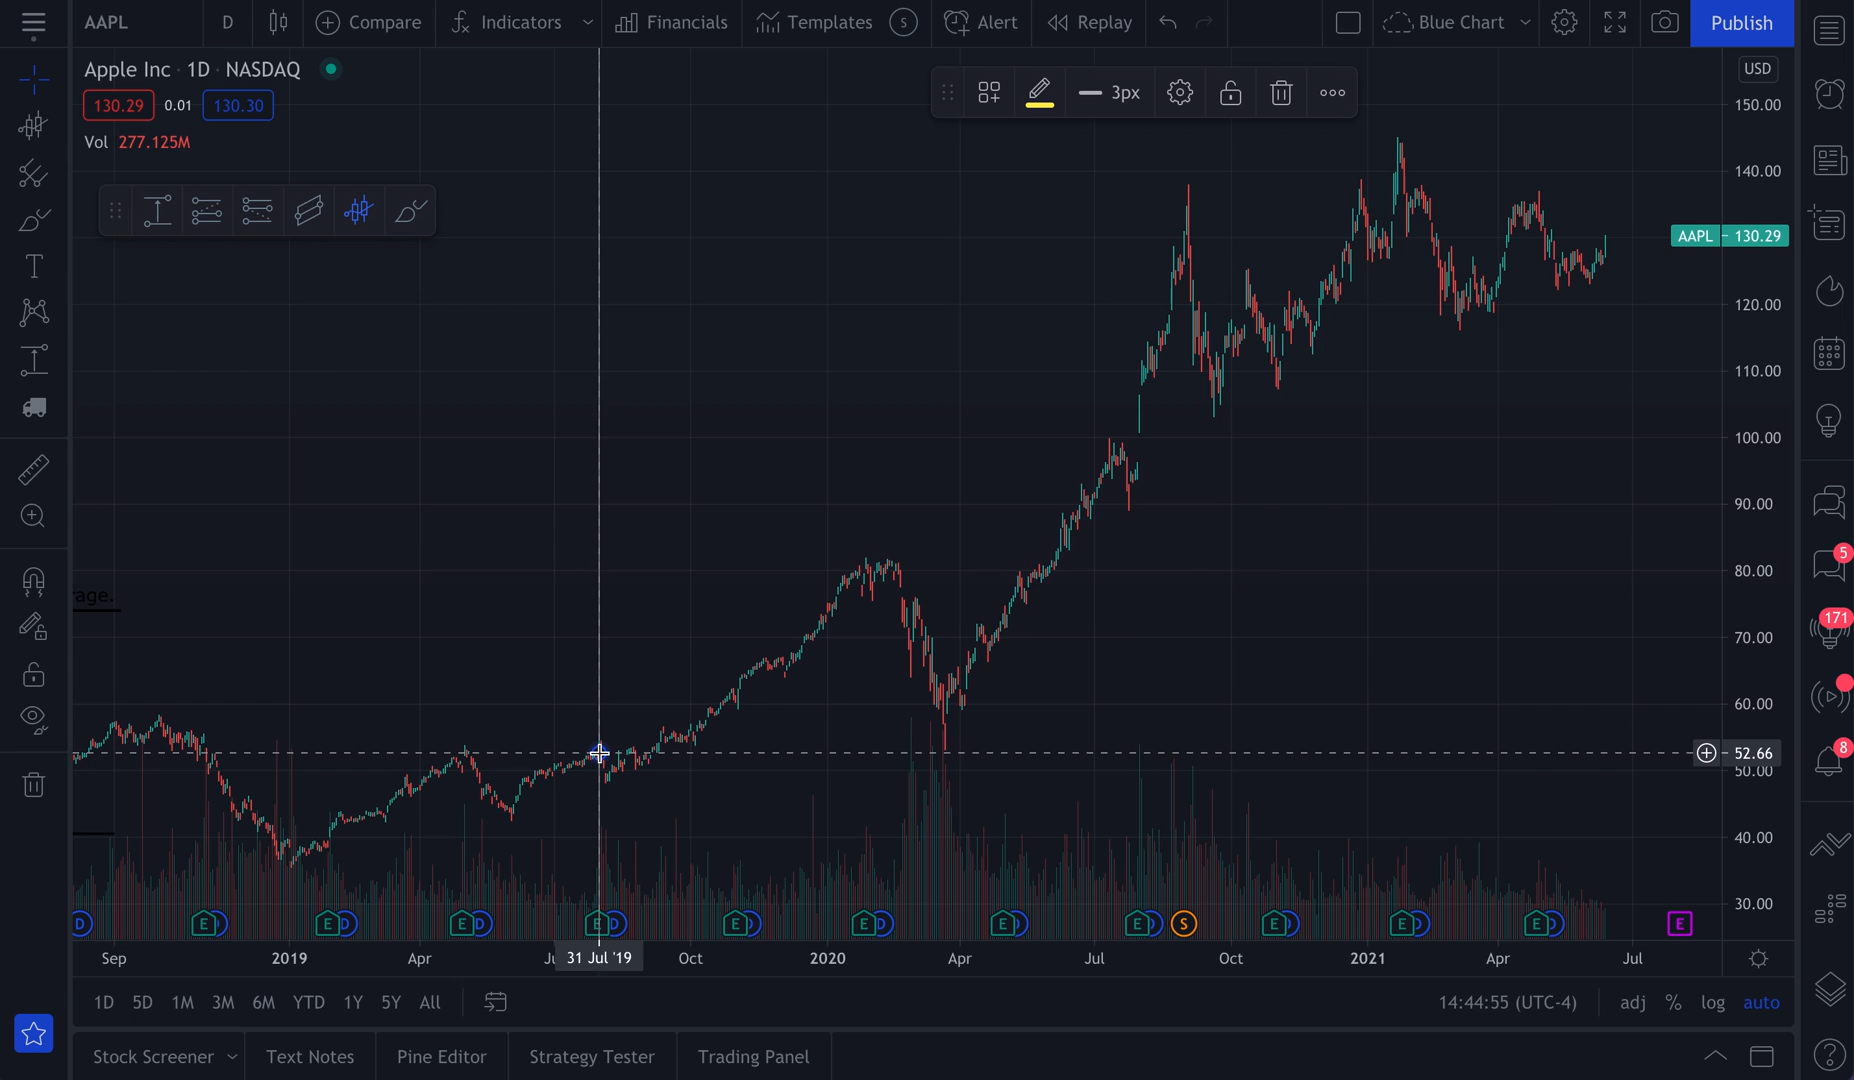 AAPL
D
Compare
Indicators
Financials
Templates
S
Alert
Replay
Blue Chart
Publish
Apple Inc · 1D · NASDAQ
130.29 0.01 130.30
Vol 277.125M
3px
USD
150.00
140.00
AAPL 130.29
120.00
110.00
100.00
90.00
80.00
70.00
60.00
52.66
50.00
40.00
30.00
rage.
5
171
8
D E D E D E D E D E D E D E D E D S E D E D E D E
Sep 2019 Apr Ju 31 Jul '19 Oct 2020 Apr Jul Oct 2021 Apr Jul
1D 5D 1M 3M 6M YTD 1Y 5Y All
14:44:55 (UTC-4) adj % log auto
Stock Screener Text Notes Pine Editor Strategy Tester Trading Panel